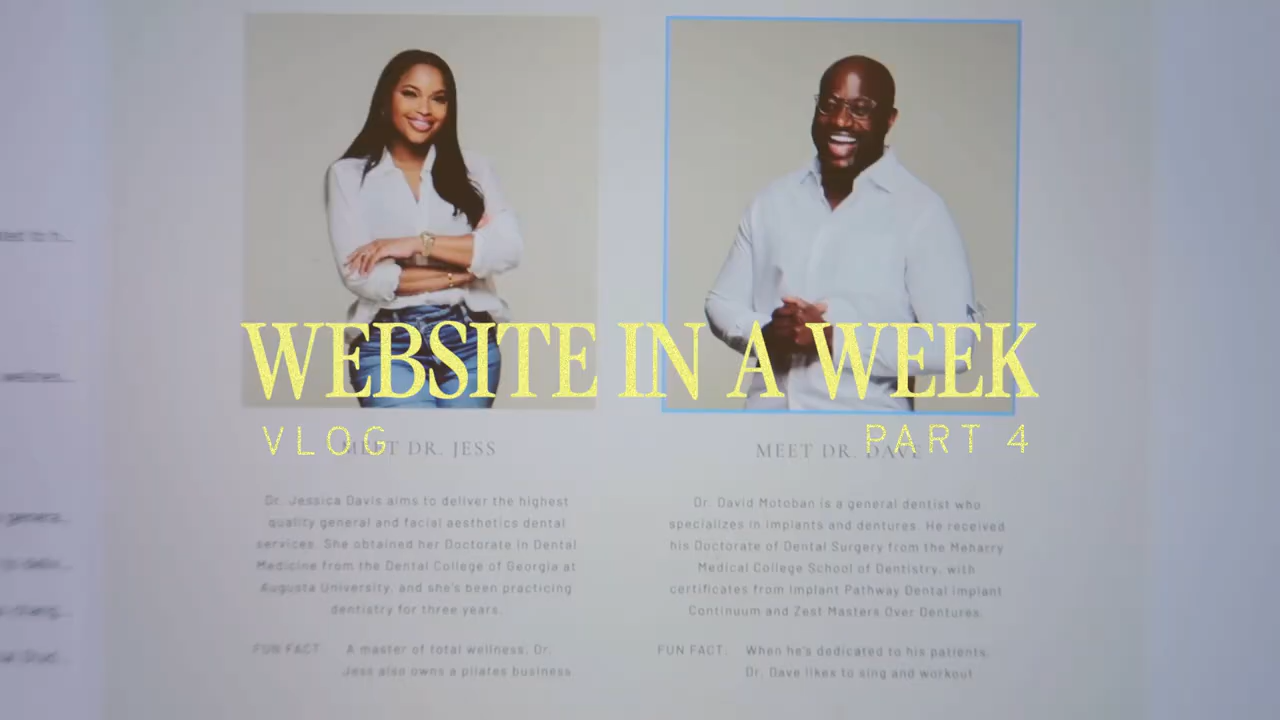 WEBSITE IN A WEEK
VLOG
PART 4
MEET DR. JESS
MEET DR. DAVE
Dr. Jessica Davis aims to deliver the highest
quality general and facial aesthetics dental
services. She obtained her Doctorate in Dental
Medicine from the Dental College of Georgia at
Augusta University, and she's been practicing
dentistry for three years.
FUN FACT: A master of total wellness, Dr.
Jess also owns a pilates business
Dr. David Motoban is a general dentist who
specializes in implants and dentures. He received
his Doctorate of Dental Surgery from the Meharry
Medical College School of Dentistry, with
certificates from Implant Pathway Dental Implant
Continuum and Zest Masters Over Dentures.
FUN FACT: When he's dedicated to his patients,
Dr. Dave likes to sing and workout